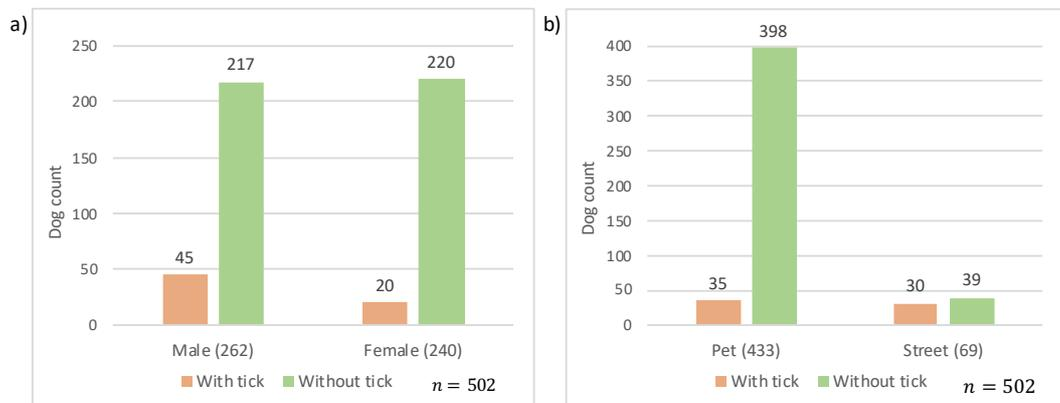 a)
250
200
150
100
50
0
Dog count
217
220
45
20
Male (262)
Female (240)
With tick
Without tick
n = 502
b)
400
350
300
250
200
150
100
50
0
Dog count
398
35
30
39
Pet (433)
Street (69)
With tick
Without tick
n = 502